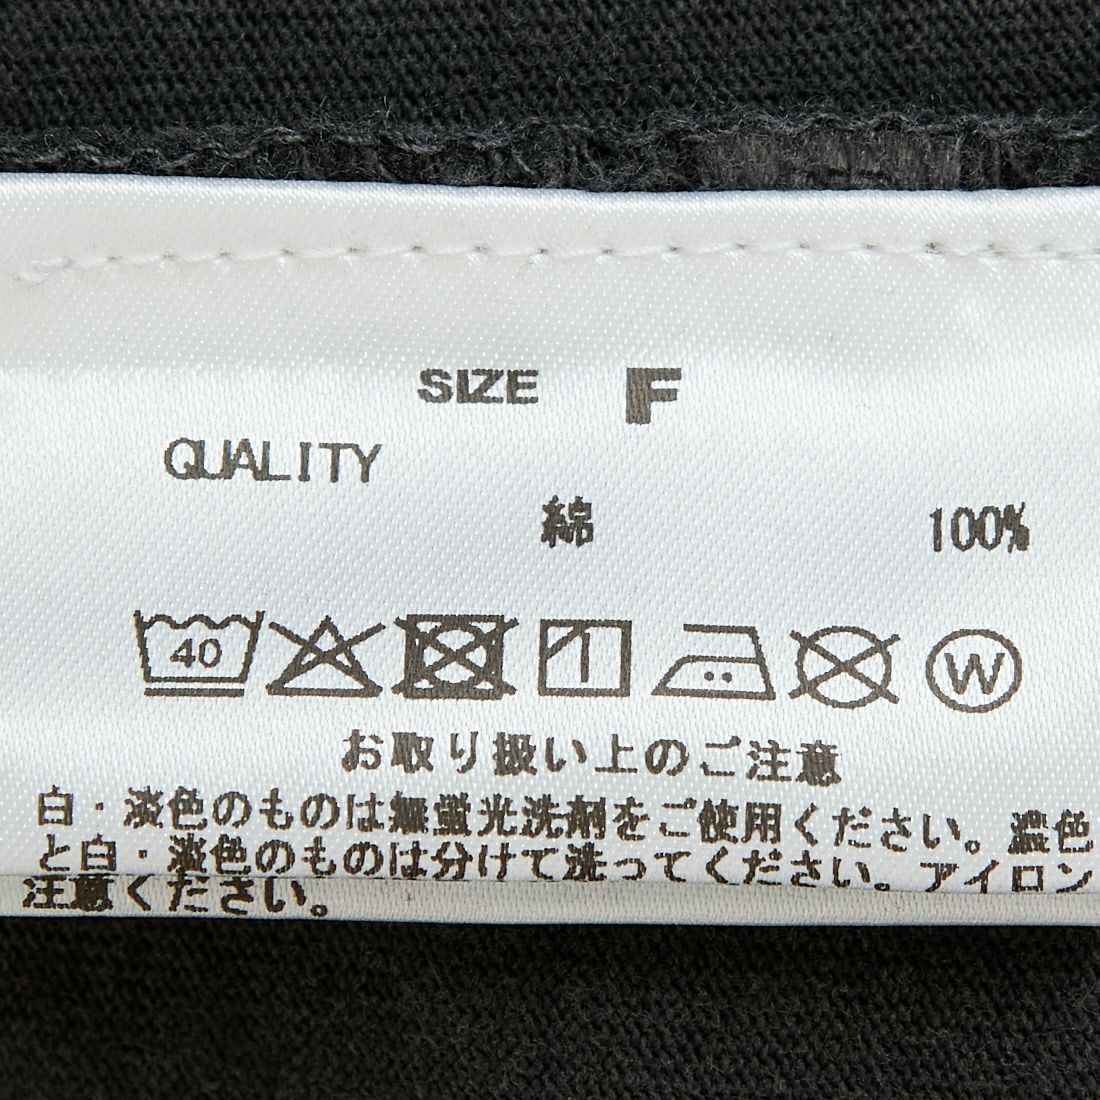 SIZE F
QUALITY
綿 100%
40 W
お取り扱い上のご注意
白・淡色のものは無蛍光洗剤をご使用ください。濃色
と白・淡色のものは分けて洗ってください。アイロン
注意ください。